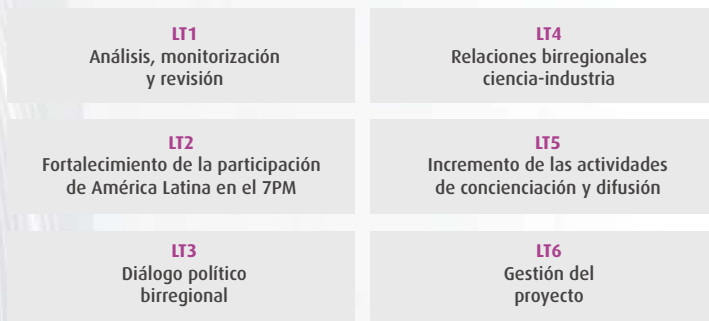 LT1
Análisis, monitorización
y revisión
LT2
Fortalecimiento de la participación
de América Latina en el 7PM
LT3
Diálogo político
birregional
LT4
Relaciones birregionales
ciencia-industria
LT5
Incremento de las actividades
de concienciación y difusión
LT6
Gestión del
proyecto